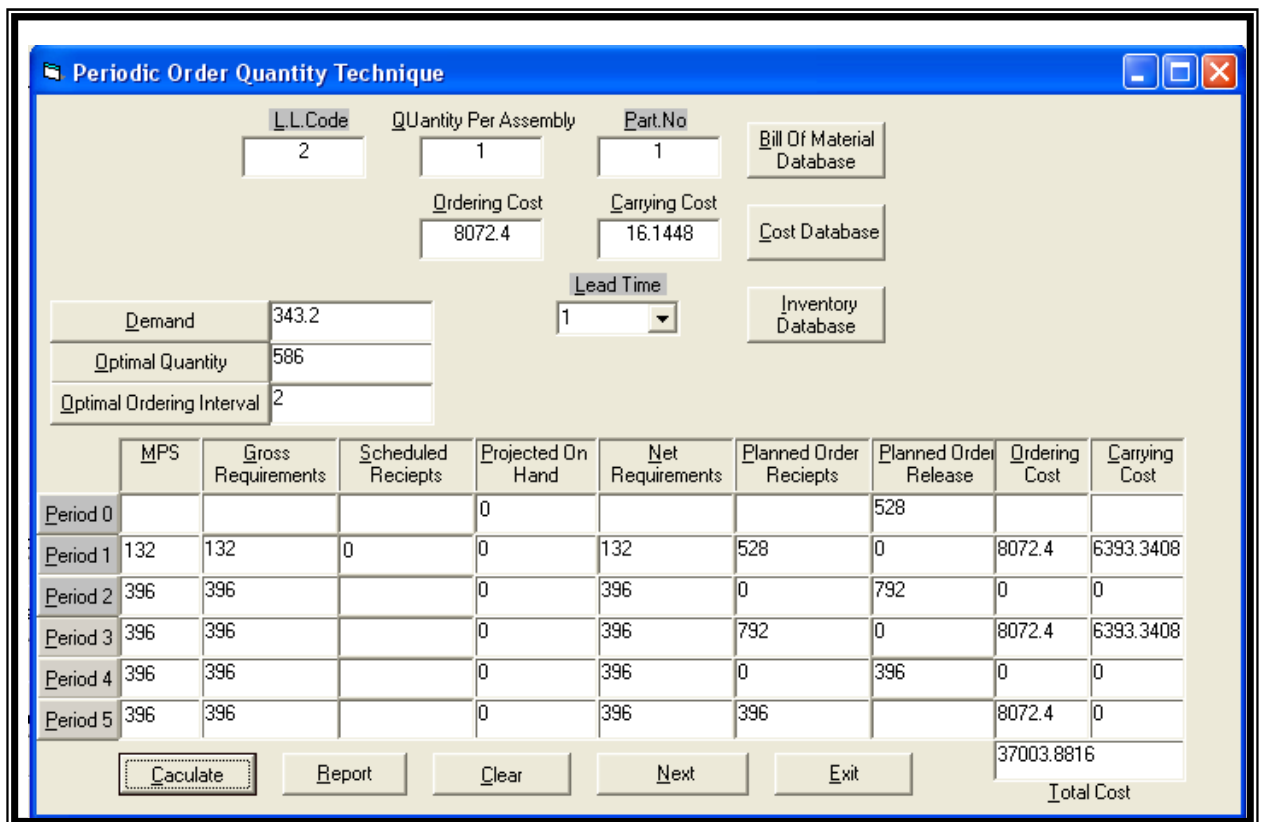 Periodic Order Quantity Technique
L.L.Code QUantity Per Assembly Part.No
2 1 1
Bill Of Material
Database
Ordering Cost Carrying Cost
8072.4 16.1448
Cost Database
Lead Time
1
Inventory
Database
Demand 343.2
Optimal Quantity 586
Optimal Ordering Interval 2
MPS Gross Requirements Scheduled Reciepts Projected On Hand Net Requirements Planned Order Reciepts Planned Order Release Ordering Cost Carrying Cost
Period 0 0 528
Period 1 132 132 0 0 132 528 0 8072.4 6393.3408
Period 2 396 396 0 396 0 792 0 0
Period 3 396 396 0 396 792 0 8072.4 6393.3408
Period 4 396 396 0 396 0 396 0 0
Period 5 396 396 0 396 396 8072.4 0
37003.8816
Caculate Report Clear Next Exit
Total Cost